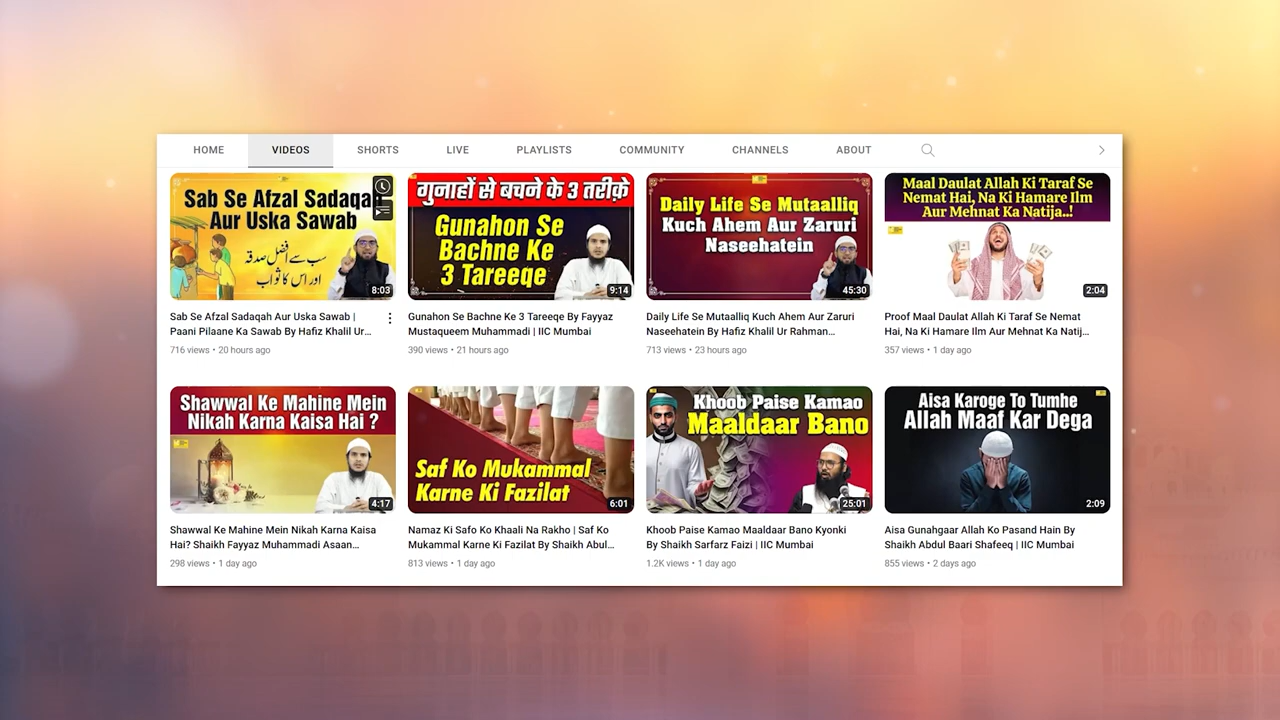 HOME
VIDEOS
SHORTS
LIVE
PLAYLISTS
COMMUNITY
CHANNELS
ABOUT
Sab Se Afzal Sadaqah
Aur Uska Sawab
سب سے افضل صدقہ
اور اس کا ثواب
8:03
Sab Se Afzal Sadaqah Aur Uska Sawab |
Paani Pilaane Ka Sawab By Hafiz Khalil Ur...
716 views • 20 hours ago
गुनाहों से बचने के 3 तरीक़े
Gunahon Se
Bachne Ke
3 Tareeqe
9:14
Gunahon Se Bachne Ke 3 Tareeqe By Fayyaz
Mustaqueem Muhammadi | IIC Mumbai
390 views • 21 hours ago
Daily Life Se Mutaalliq
Kuch Ahem Aur Zaruri
Naseehatein
45:30
Daily Life Se Mutaalliq Kuch Ahem Aur Zaruri
Naseehatein By Hafiz Khalil Ur Rahman...
713 views • 23 hours ago
Maal Daulat Allah Ki Taraf Se
Nemat Hai, Na Ki Hamare Ilm
Aur Mehnat Ka Natija..!
2:04
Proof Maal Daulat Allah Ki Taraf Se Nemat
Hai, Na Ki Hamare Ilm Aur Mehnat Ka Natij...
357 views • 1 day ago
Shawwal Ke Mahine Mein
Nikah Karna Kaisa Hai ?
4:17
Shawwal Ke Mahine Mein Nikah Karna Kaisa
Hai? Shaikh Fayyaz Muhammadi Asaan...
298 views • 1 day ago
Saf Ko Mukammal
Karne Ki Fazilat
6:01
Namaz Ki Safo Ko Khaali Na Rakho | Saf Ko
Mukammal Karne Ki Fazilat By Shaikh Abul...
813 views • 1 day ago
Khoob Paise Kamao
Maaldaar Bano
25:01
Khoob Paise Kamao Maaldaar Bano Kyonki
By Shaikh Sarfarz Faizi | IIC Mumbai
1.2K views • 1 day ago
Aisa Karoge To Tumhe
Allah Maaf Kar Dega
2:09
Aisa Gunahgaar Allah Ko Pasand Hain By
Shaikh Abdul Baari Shafeeq | IIC Mumbai
855 views • 2 days ago